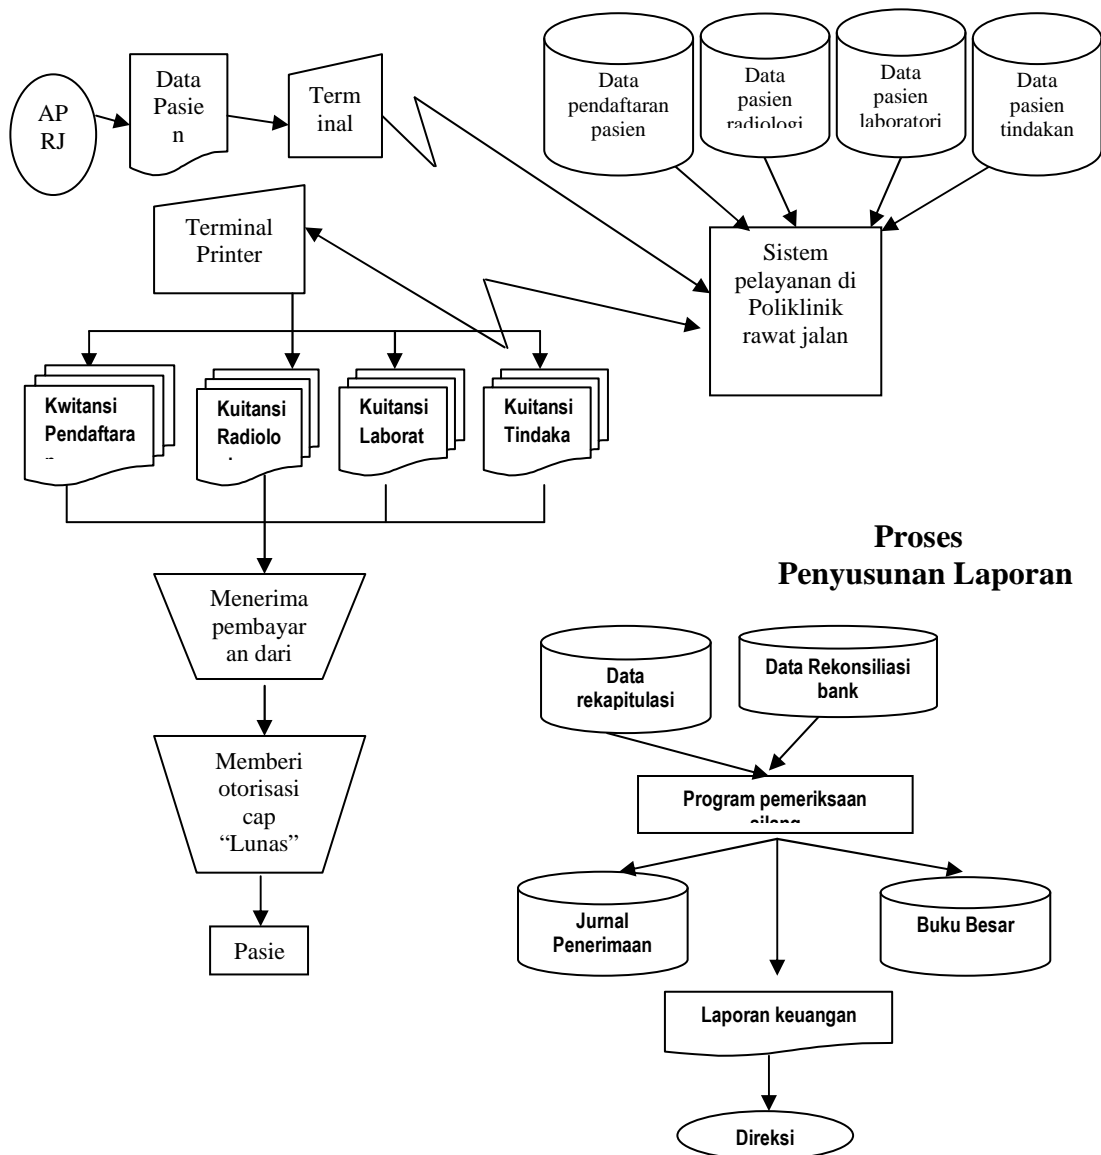 AP
RJ
Data
Pasie
n
Term
inal
Data
pendaftaran
pasien
Data
pasien
radiologi
Data
pasien
laboratori
Data
pasien
tindakan
Terminal
Printer
Sistem
pelayanan di
Poliklinik
rawat jalan
Kwitansi
Pendaftara
Kuitansi
Radiolo
Kuitansi
Laborat
Kuitansi
Tindaka
Proses
Penyusunan Laporan
Menerima
pembayar
an dari
Data
rekapitulasi
Data Rekonsiliasi
bank
Memberi
otorisasi
cap
“Lunas”
Program pemeriksaan
silang
Jurnal
Penerimaan
Buku Besar
Pasie
Laporan keuangan
Direksi